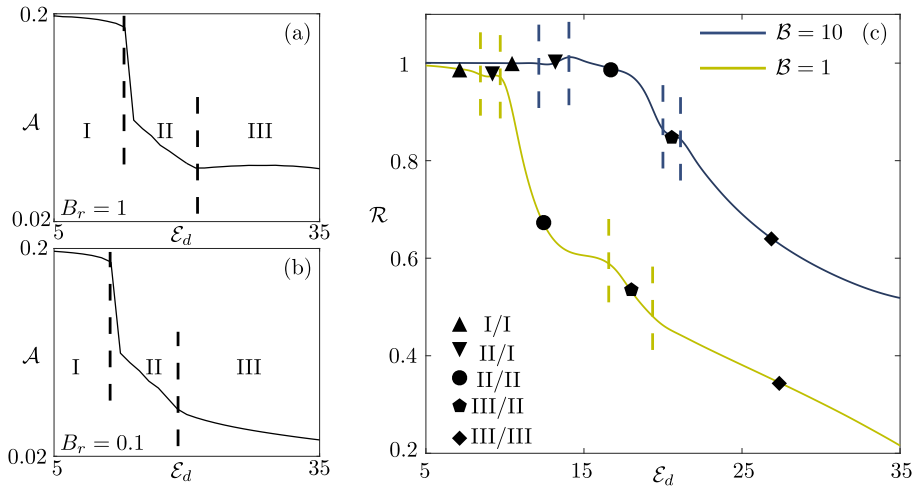 0.2
(a)
𝒜
I
II
III
B_r = 1
0.02
5
ℰ_d
35
0.2
(b)
𝒜
I
II
III
B_r = 0.1
0.02
5
ℰ_d
35
(c)
ℬ = 10
ℬ = 1
1
0.8
ℛ
0.6
0.4
0.2
I/I
II/I
II/II
III/II
III/III
5
15
ℰ_d
25
35